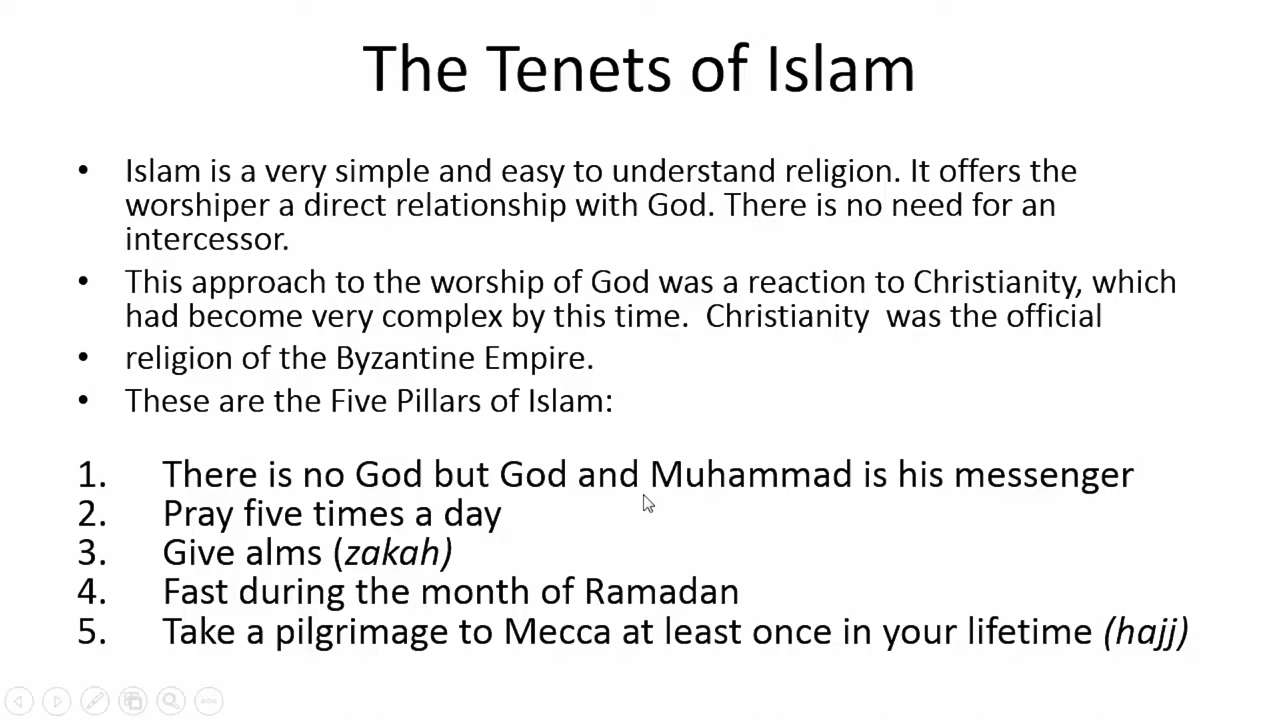 The Tenets of Islam
• Islam is a very simple and easy to understand religion. It offers the
worshiper a direct relationship with God. There is no need for an
intercessor.
• This approach to the worship of God was a reaction to Christianity, which
had become very complex by this time.  Christianity  was the official
• religion of the Byzantine Empire.
• These are the Five Pillars of Islam:
1. There is no God but God and Muhammad is his messenger
2. Pray five times a day
3. Give alms (zakah)
4. Fast during the month of Ramadan
5. Take a pilgrimage to Mecca at least once in your lifetime (hajj)